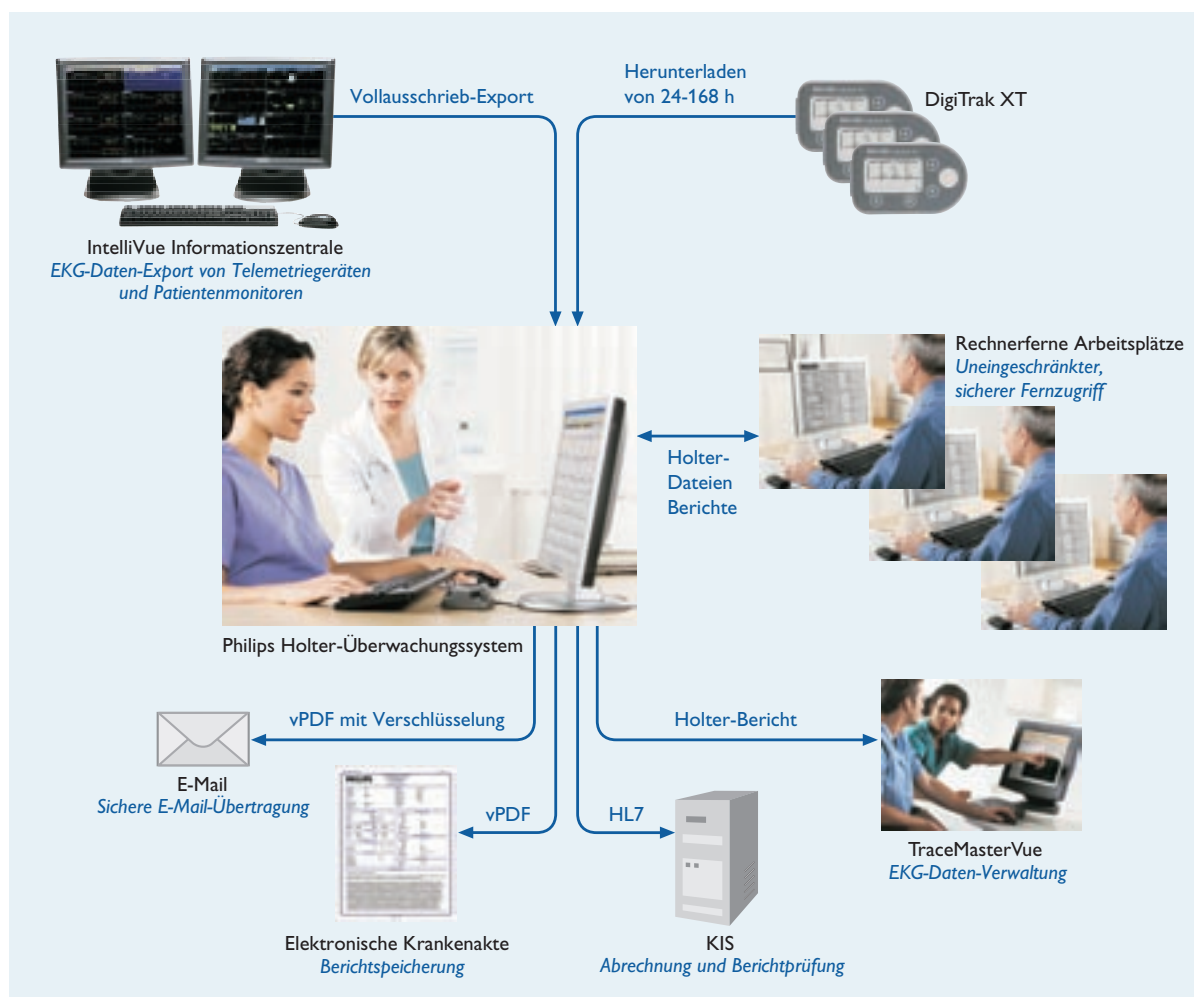 Vollausschrieb-Export
Herunterladen
von 24-168 h
DigiTrak XT
IntelliVue Informationszentrale
EKG-Daten-Export von Telemetriegeräten
und Patientenmonitoren
Rechnerferne Arbeitsplätze
Uneingeschränkter,
sicherer Fernzugriff
Holter-
Dateien
Berichte
Philips Holter-Überwachungssystem
vPDF mit Verschlüsselung
Holter-Bericht
E-Mail
Sichere E-Mail-Übertragung
vPDF
HL7
TraceMasterVue
EKG-Daten-Verwaltung
Elektronische Krankenakte
Berichtspeicherung
KIS
Abrechnung und Berichtprüfung